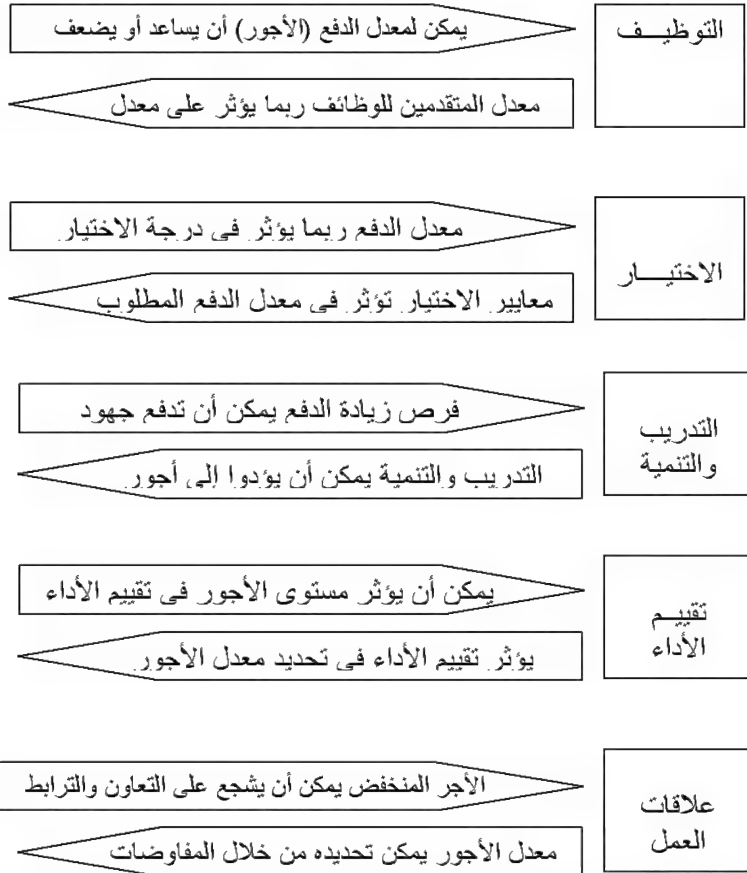 التوظيــف
يمكن لمعدل الدفع (الأجور) أن يساعد أو يضعف
معدل المتقدمين للوظائف ربما يؤثر على معدل
الاختيــــار
معدل الدفع ربما يؤثر فى درجة الاختيار
معايير الاختيار تؤثر فى معدل الدفع المطلوب
التدريب
والتنمية
فرص زيادة الدفع يمكن أن تدفع جهود
التدريب والتنمية يمكن أن يؤدوا إلى أجور
تقييــم
الأداء
يمكن أن يؤثر مستوى الأجور فى تقييم الأداء
يؤثر تقييم الأداء فى تحديد معدل الأجور
علاقات
العمل
الأجر المنخفض يمكن أن يشجع على التعاون والترابط
معدل الأجور يمكن تحديده من خلال المفاوضات